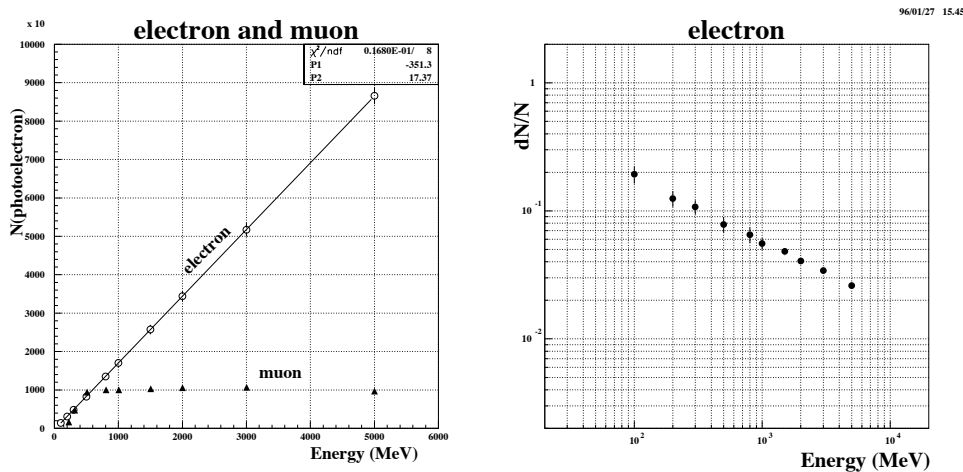 96/01/27 15.45
electron and muon
x 10
χ²/ndf 0.1680E-01/ 8
P1 -351.3
P2 17.37
N(photoelectron)
10000
9000
8000
7000
6000
5000
4000
3000
2000
1000
0
electron
muon
0 1000 2000 3000 4000 5000 6000
Energy (MeV)
electron
dN/N
1
10⁻¹
10⁻²
10² 10³ 10⁴
Energy (MeV)